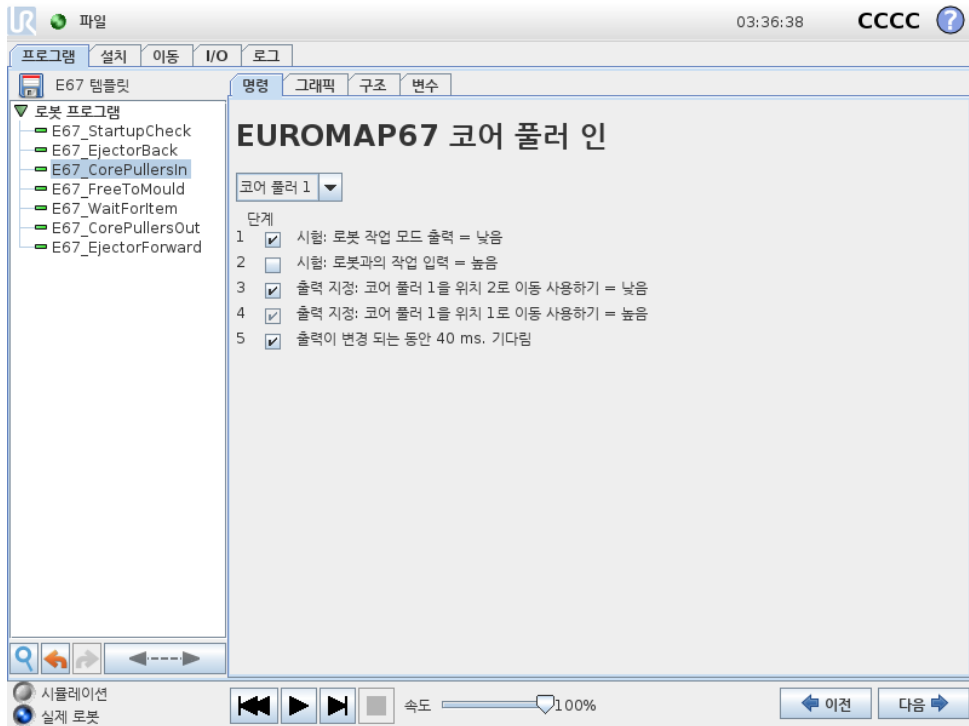 UR 파일 03:36:38 CCCC ?
프로그램 설치 이동 I/O 로그
E67 템플릿
명령 그래픽 구조 변수
로봇 프로그램
E67_StartupCheck
E67_EjectorBack
E67_CorePullersIn
E67_FreeToMould
E67_WaitForItem
E67_CorePullersOut
E67_EjectorForward
EUROMAP67 코어 풀러 인
코어 풀러 1
단계
1 시험: 로봇 작업 모드 출력 = 낮음
2 시험: 로봇과의 작업 입력 = 높음
3 출력 지정: 코어 풀러 1을 위치 2로 이동 사용하기 = 낮음
4 출력 지정: 코어 풀러 1을 위치 1로 이동 사용하기 = 높음
5 출력이 변경 되는 동안 40 ms. 기다림
시뮬레이션
실제 로봇
속도 100%
이전 다음